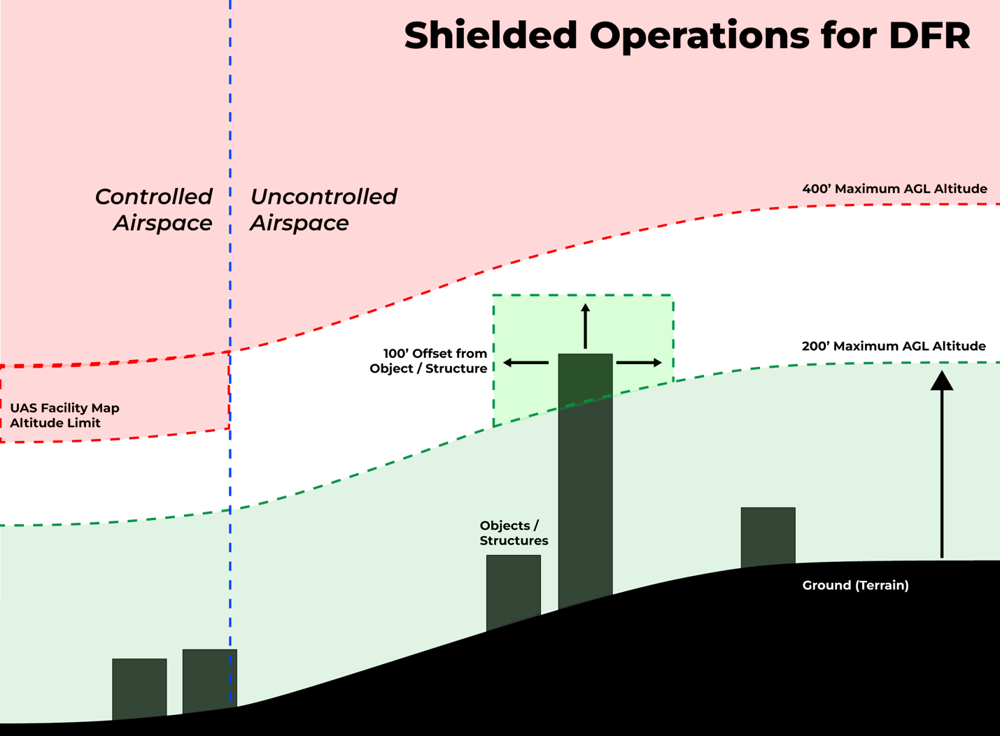 Shielded Operations for DFR
Controlled
Airspace
Uncontrolled
Airspace
400’ Maximum AGL Altitude
100’ Offset from
Object / Structure
200’ Maximum AGL Altitude
UAS Facility Map
Altitude Limit
Objects /
Structures
Ground (Terrain)